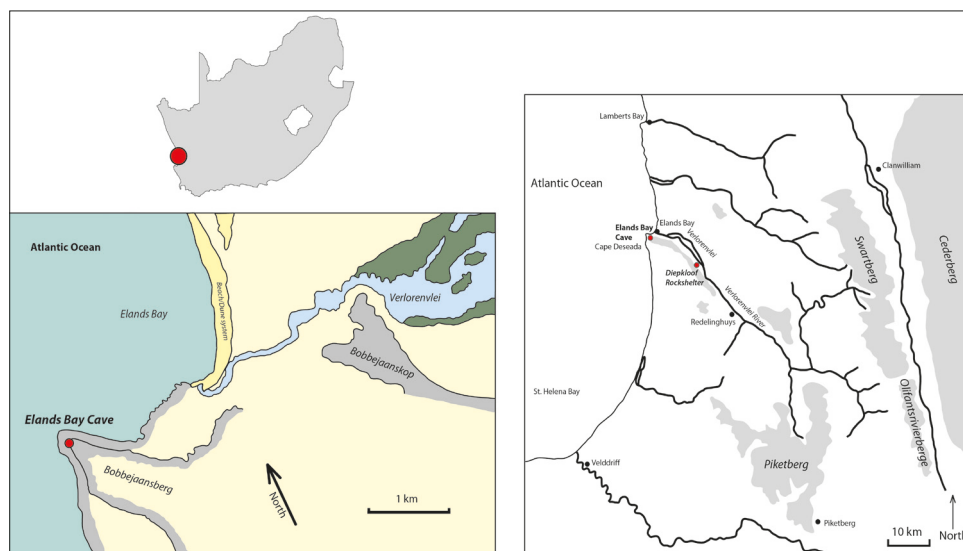 Atlantic Ocean
Elands Bay
Beach/Dune system
Verlorenvlei
Bobbejaanskop
Elands Bay Cave
Bobbejaansberg
North
1 km
Lamberts Bay
Clanwilliam
Atlantic Ocean
Elands Bay
Elands Bay
Cave
Cape Deseada
Verlorenvlei
Diepkloof
Rockshelter
Swartberg
Cederberg
Verlorenvlei River
Redelinghuys
St. Helena Bay
Olifantsrivierberge
Velddriff
Piketberg
Piketberg
10 km
North